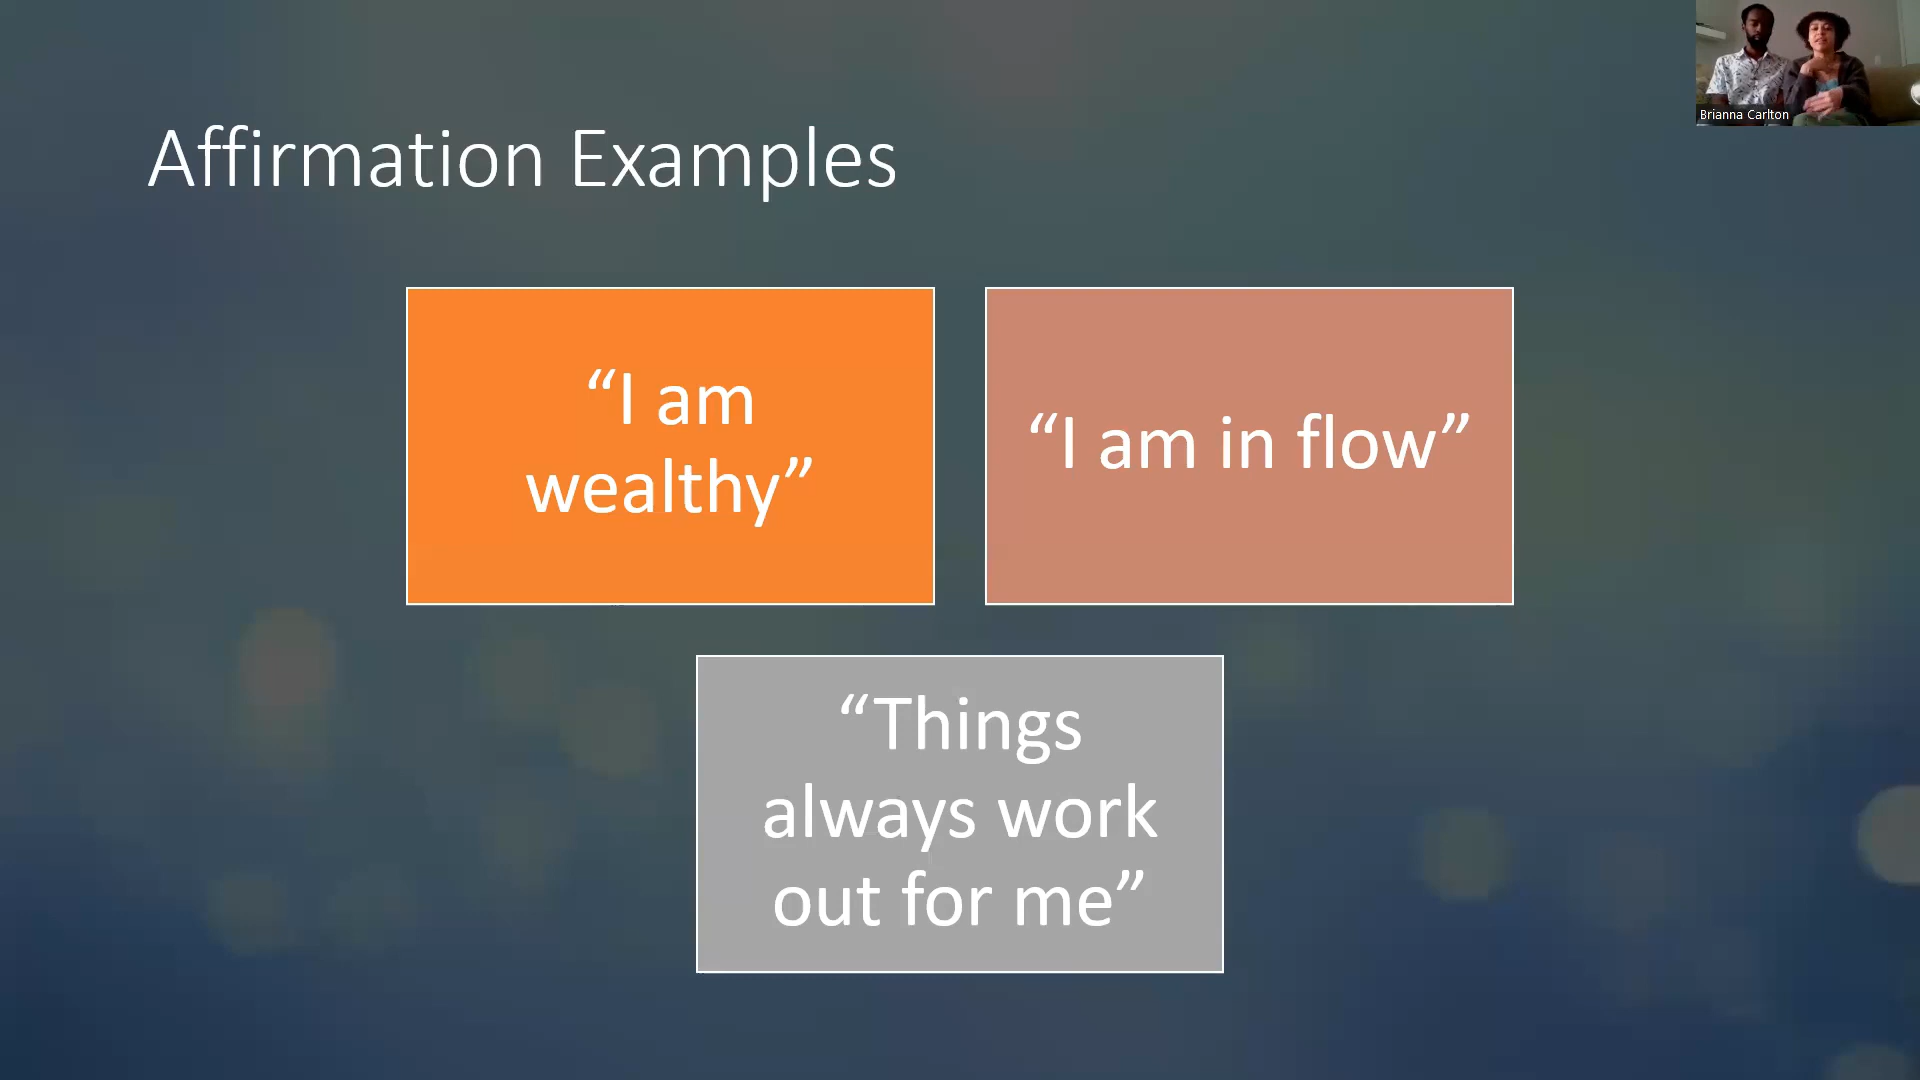 Brianna Carlton
Affirmation Examples
“I am
wealthy”
“I am in flow”
“Things
always work
out for me”